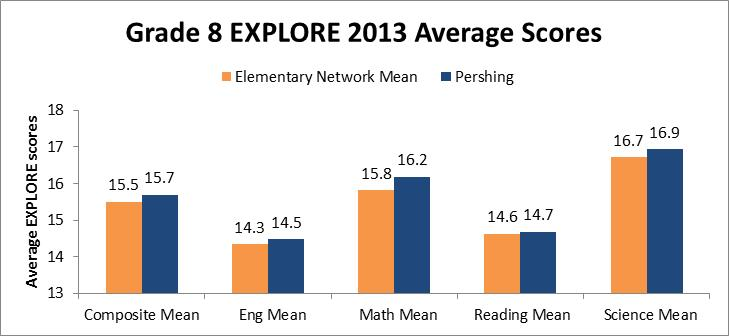 Grade 8 EXPLORE 2013 Average Scores
Elementary Network Mean Pershing
Average EXPLORE scores
18
17
16
15
14
13
15.5 15.7
14.3 14.5
15.8 16.2
14.6 14.7
16.7 16.9
Composite Mean Eng Mean Math Mean Reading Mean Science Mean